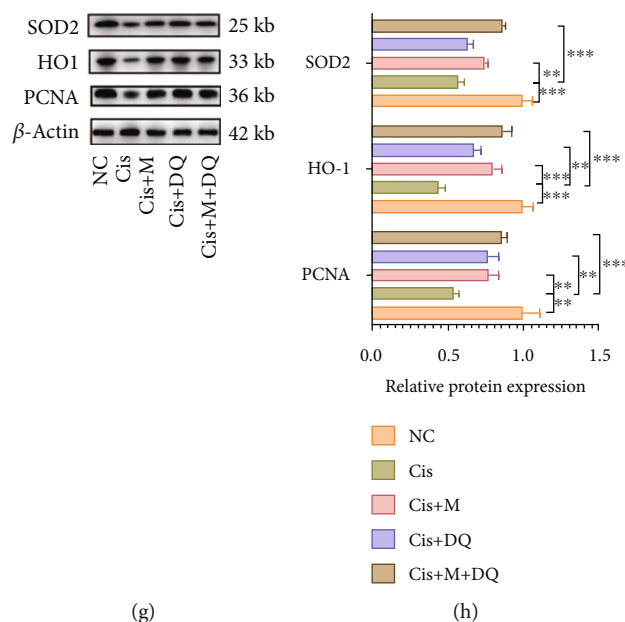 SOD2 25 kb
HO1 33 kb
PCNA 36 kb
β-Actin 42 kb
NC
Cis
Cis+M
Cis+DQ
Cis+M+DQ
(g)
SOD2
**
***
***
HO-1
***
***
**
***
PCNA
**
**
**
***
0.0 0.5 1.0 1.5
Relative protein expression
NC
Cis
Cis+M
Cis+DQ
Cis+M+DQ
(h)